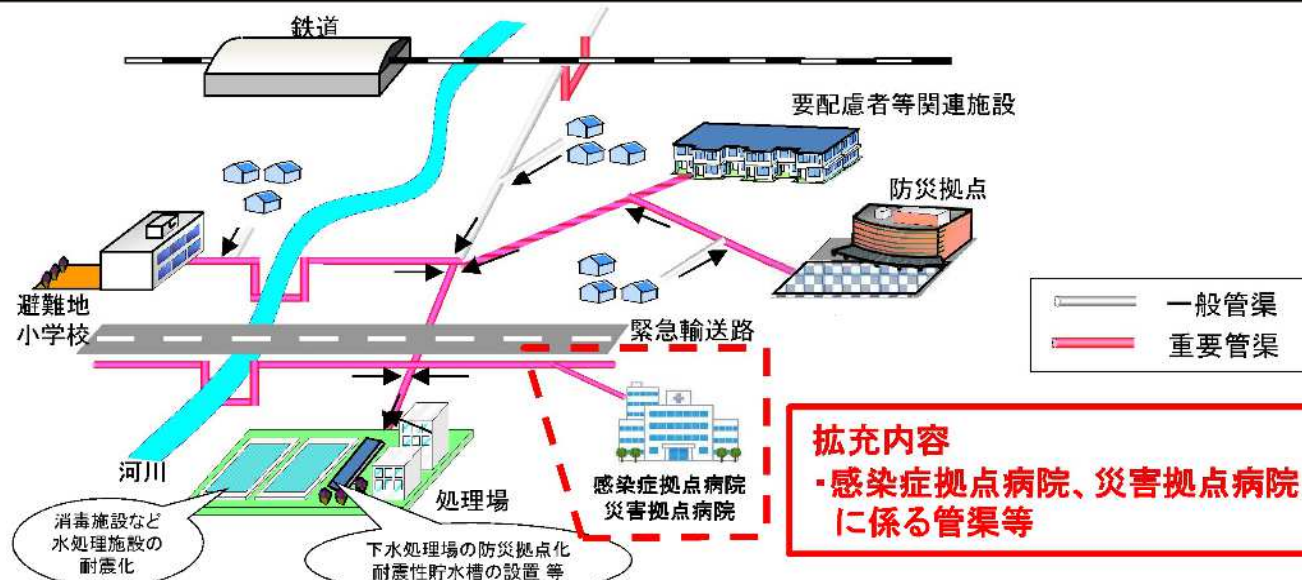 鉄道
要配慮者等関連施設
防災拠点
避難地
小学校
緊急輸送路
一般管渠
重要管渠
河川
処理場
感染症拠点病院
災害拠点病院
拡充内容
・感染症拠点病院、災害拠点病院
に係る管渠等
消毒施設など
水処理施設の
耐震化
下水処理場の防災拠点化
耐震性貯水槽の設置 等